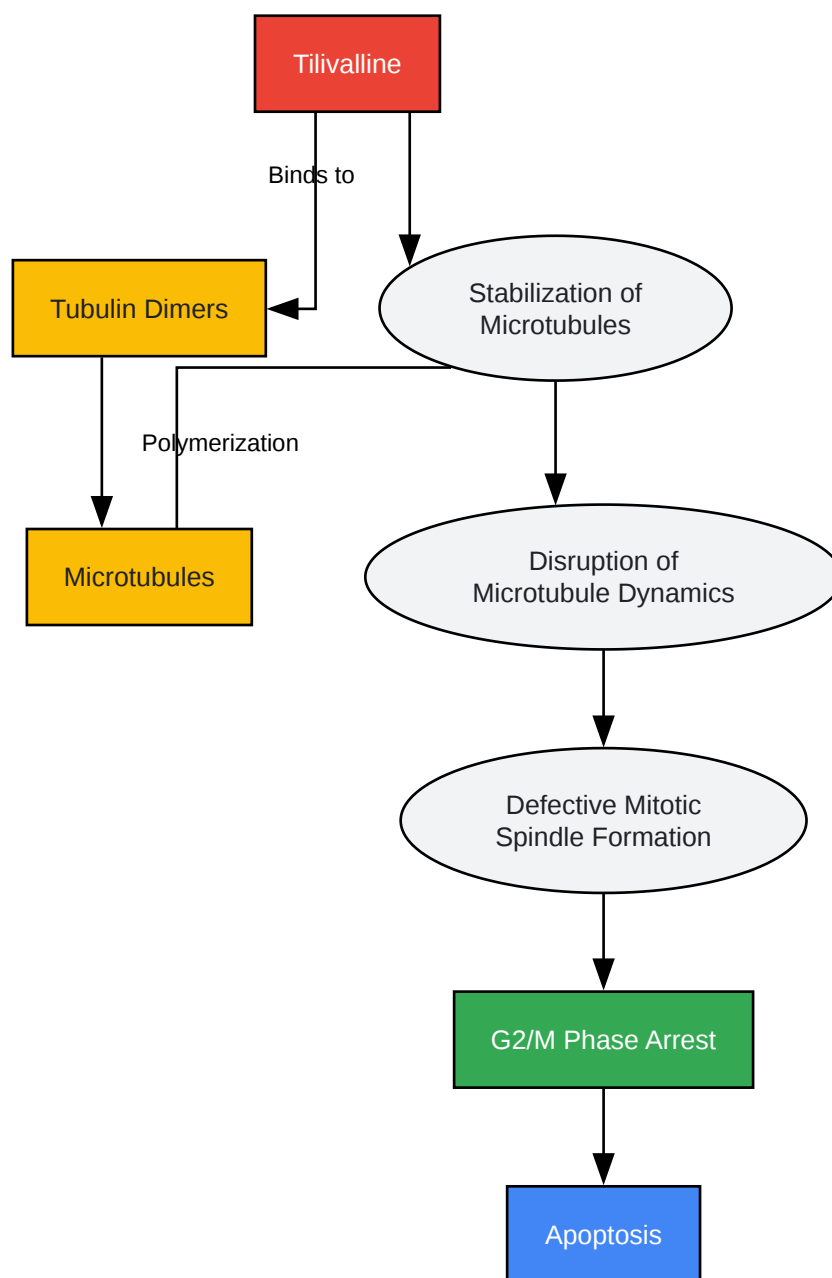 Tilivalline
Binds to
Tubulin Dimers
Stabilization of
Microtubules
Polymerization
Microtubules
Disruption of
Microtubule Dynamics
Defective Mitotic
Spindle Formation
G2/M Phase Arrest
Apoptosis